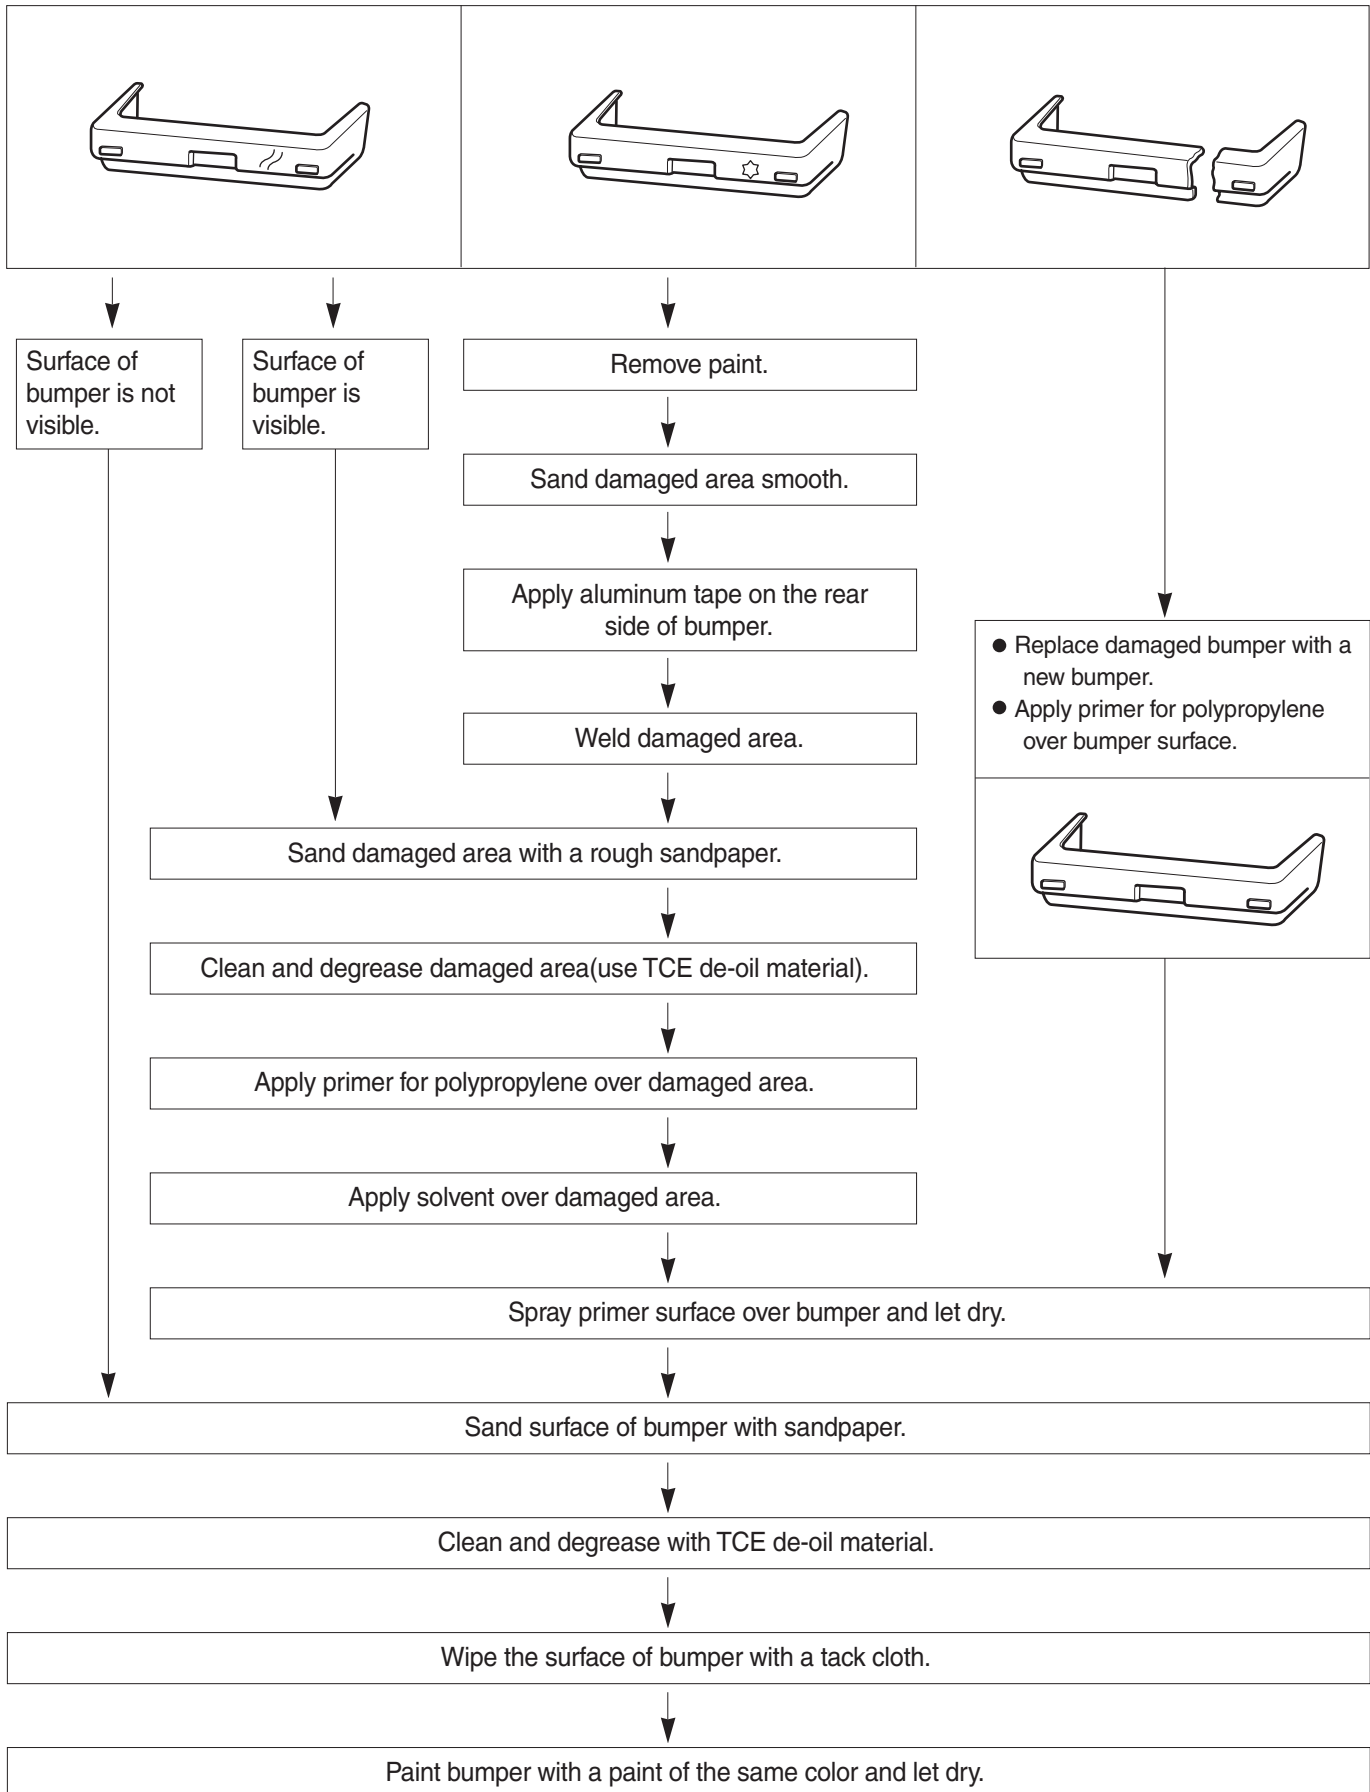 Surface of
bumper is not
visible.
Surface of
bumper is
visible.
Remove paint.
Sand damaged area smooth.
Apply aluminum tape on the rear
side of bumper.
Weld damaged area.
● Replace damaged bumper with a
new bumper.
● Apply primer for polypropylene
over bumper surface.
Sand damaged area with a rough sandpaper.
Clean and degrease damaged area(use TCE de-oil material).
Apply primer for polypropylene over damaged area.
Apply solvent over damaged area.
Spray primer surface over bumper and let dry.
Sand surface of bumper with sandpaper.
Clean and degrease with TCE de-oil material.
Wipe the surface of bumper with a tack cloth.
Paint bumper with a paint of the same color and let dry.